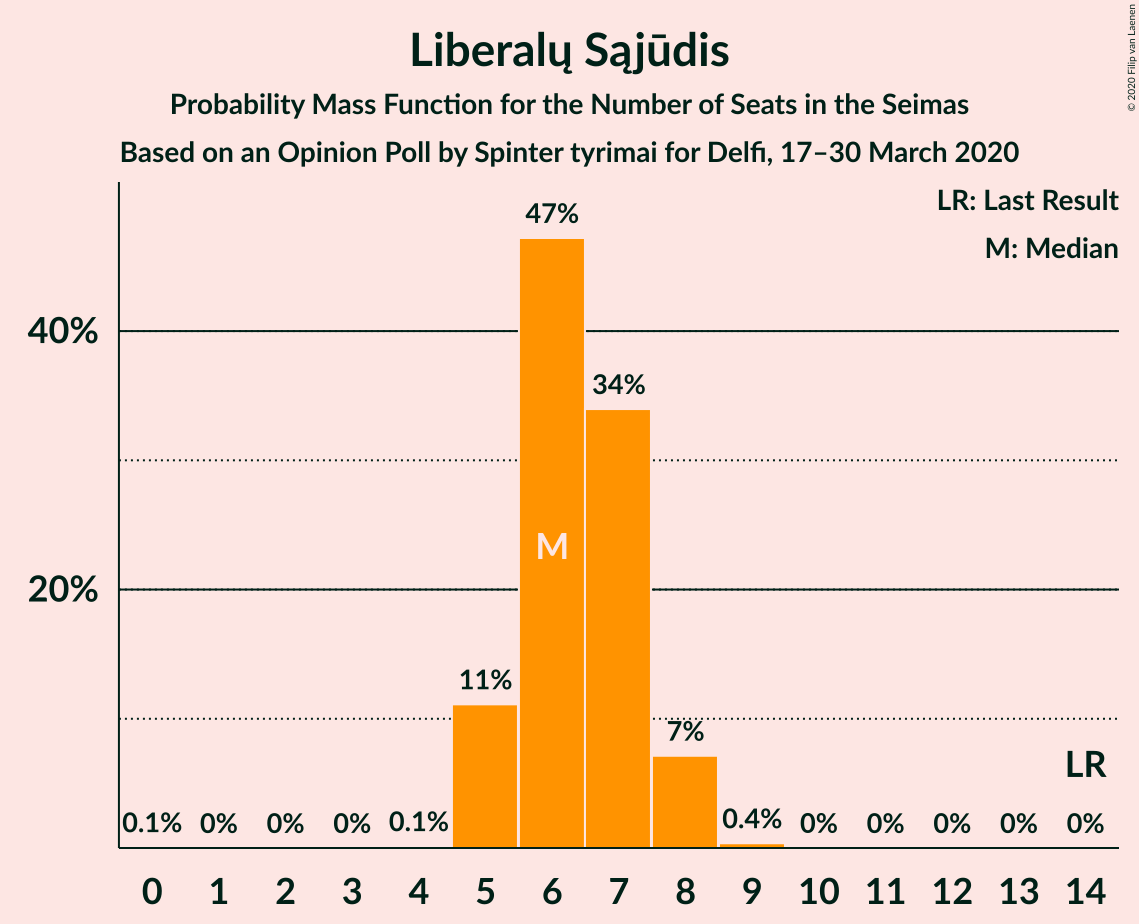 Liberalų Sąjūdis
Probability Mass Function for the Number of Seats in the Seimas
Based on an Opinion Poll by Spinter tyrimai for Delfi, 17–30 March 2020
© 2020 Filip van Laenen
LR: Last Result
M: Median
47%
40%
34%
M
20%
11%
7%
LR
0.1% 0% 0% 0% 0.1% 0.4% 0% 0% 0% 0% 0%
0 1 2 3 4 5 6 7 8 9 10 11 12 13 14